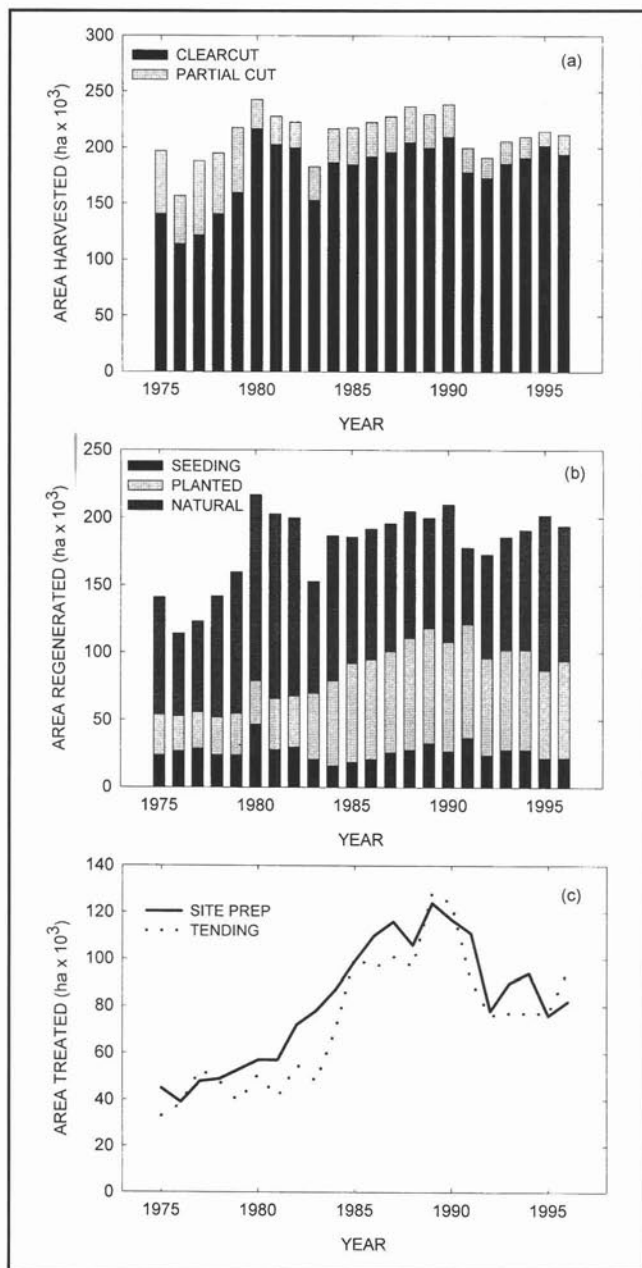 300
250
200
150
100
50
0
AREA HARVESTED (ha x 10³)
CLEARCUT
PARTIAL CUT
(a)
1975 1980 1985 1990 1995
YEAR
250
200
150
100
50
0
AREA REGENERATED (ha x 10³)
SEEDING
PLANTED
NATURAL
(b)
1975 1980 1985 1990 1995
YEAR
140
120
100
80
60
40
20
0
AREA TREATED (ha x 10³)
SITE PREP
TENDING
(c)
1975 1980 1985 1990 1995
YEAR